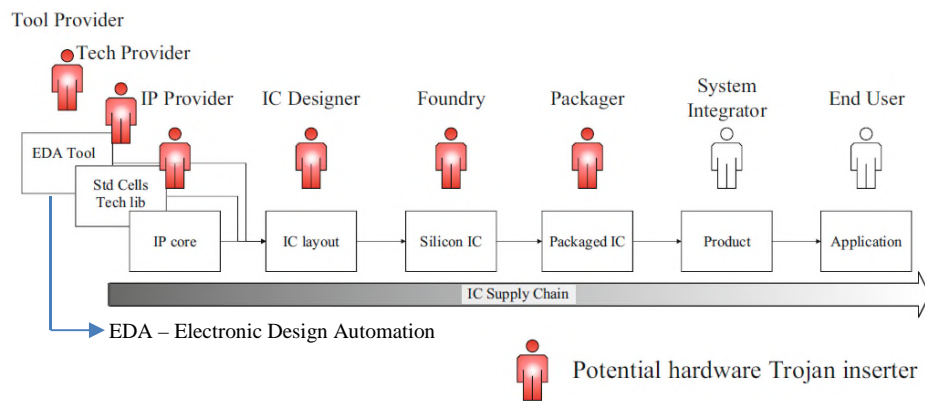 Tool Provider
Tech Provider
IP Provider
IC Designer
Foundry
Packager
System
Integrator
End User
EDA Tool
Std Cells
Tech lib
IP core
IC layout
Silicon IC
Packaged IC
Product
Application
IC Supply Chain
EDA – Electronic Design Automation
Potential hardware Trojan inserter